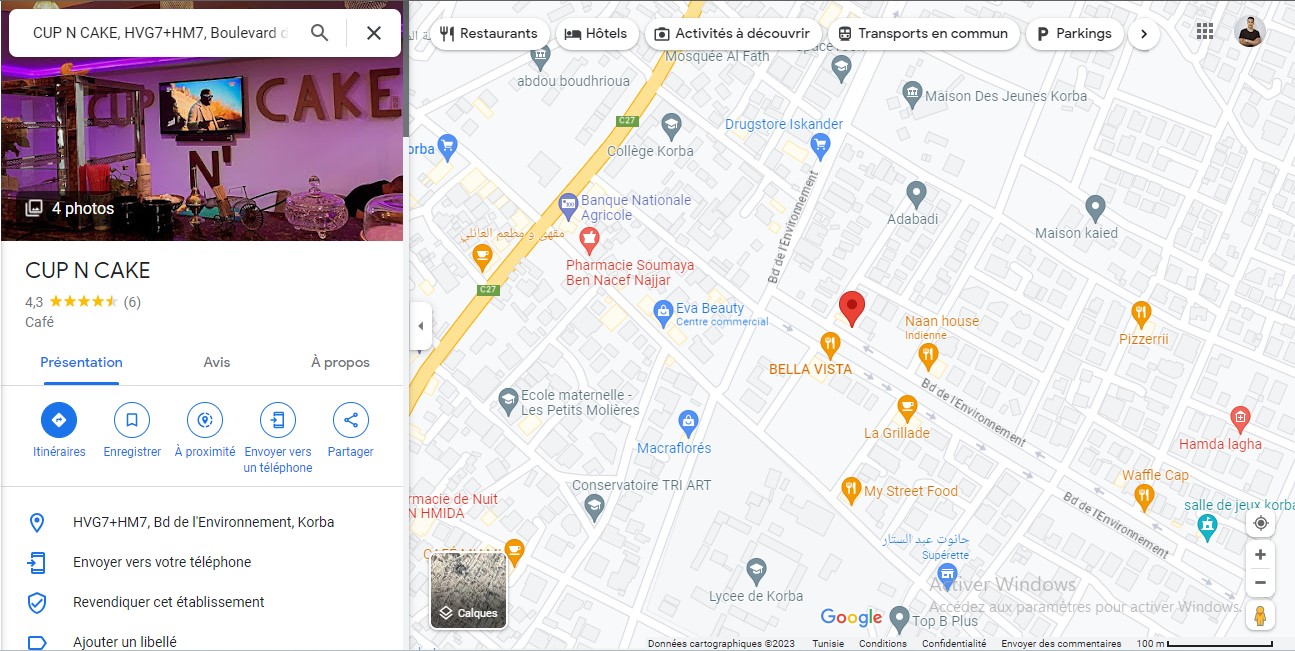 CUP N CAKE, HVG7+HM7, Boulevard d
CUP
N'
CAKE
4 photos
CUP N CAKE
4,3 (6)
Café
Présentation Avis À propos
Itinéraires Enregistrer À proximité Envoyer vers un téléphone Partager
HVG7+HM7, Bd de l'Environnement, Korba
Envoyer vers votre téléphone
Revendiquer cet établissement
Ajouter un libellé
Restaurants Hôtels Activités à découvrir Transports en commun Parkings
Mosquée Al Fath
abdou boudhrioua
Maison Des Jeunes Korba
C27
Drugstore Iskander
Collège Korba
orba
Banque Nationale
Agricole
Adabadi
Maison kaied
Bd de l'Environnement
مقهى و مطعم العائلي
Pharmacie Soumaya
Ben Nacef Najjar
C27
Eva Beauty
Centre commercial
Naan house
Indienne
Pizzerrii
BELLA VISTA
Bd de l'Environnement
Ecole maternelle -
Les Petits Molières
La Grillade
Hamda lagha
Macraflorés
Waffle Cap
Conservatoire TRI ART
My Street Food
Bd de l'Environnement
rmacie de Nuit
N HMIDA
salle de jeux korba
حانوت عبد الستار
Supérette
Lycee de Korba
Activer Windows
Accédez aux paramètres pour activer Windows.
Calques
Google
Top B Plus
Données cartographiques ©2023 Tunisie Conditions Confidentialité Envoyer des commentaires 100 m